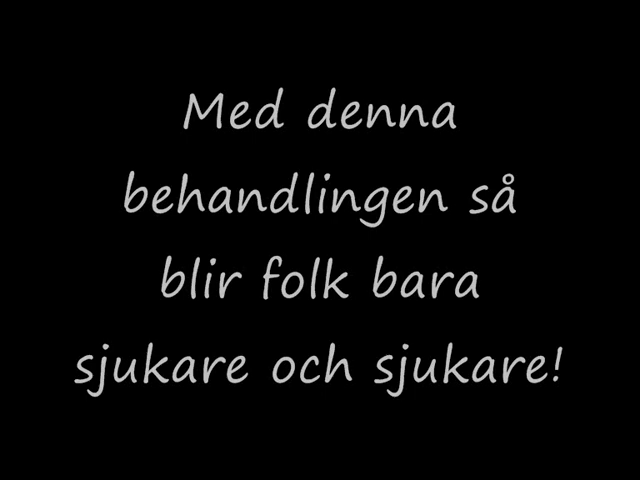 Med denna
behandlingen så
blir folk bara
sjukare och sjukare!